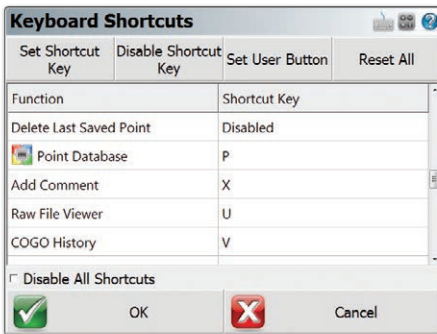 Keyboard Shortcuts
Set Shortcut Key
Disable Shortcut Key
Set User Button
Reset All
Function Shortcut Key
Delete Last Saved Point Disabled
Point Database P
Add Comment X
Raw File Viewer U
COGO History V
Disable All Shortcuts
OK Cancel